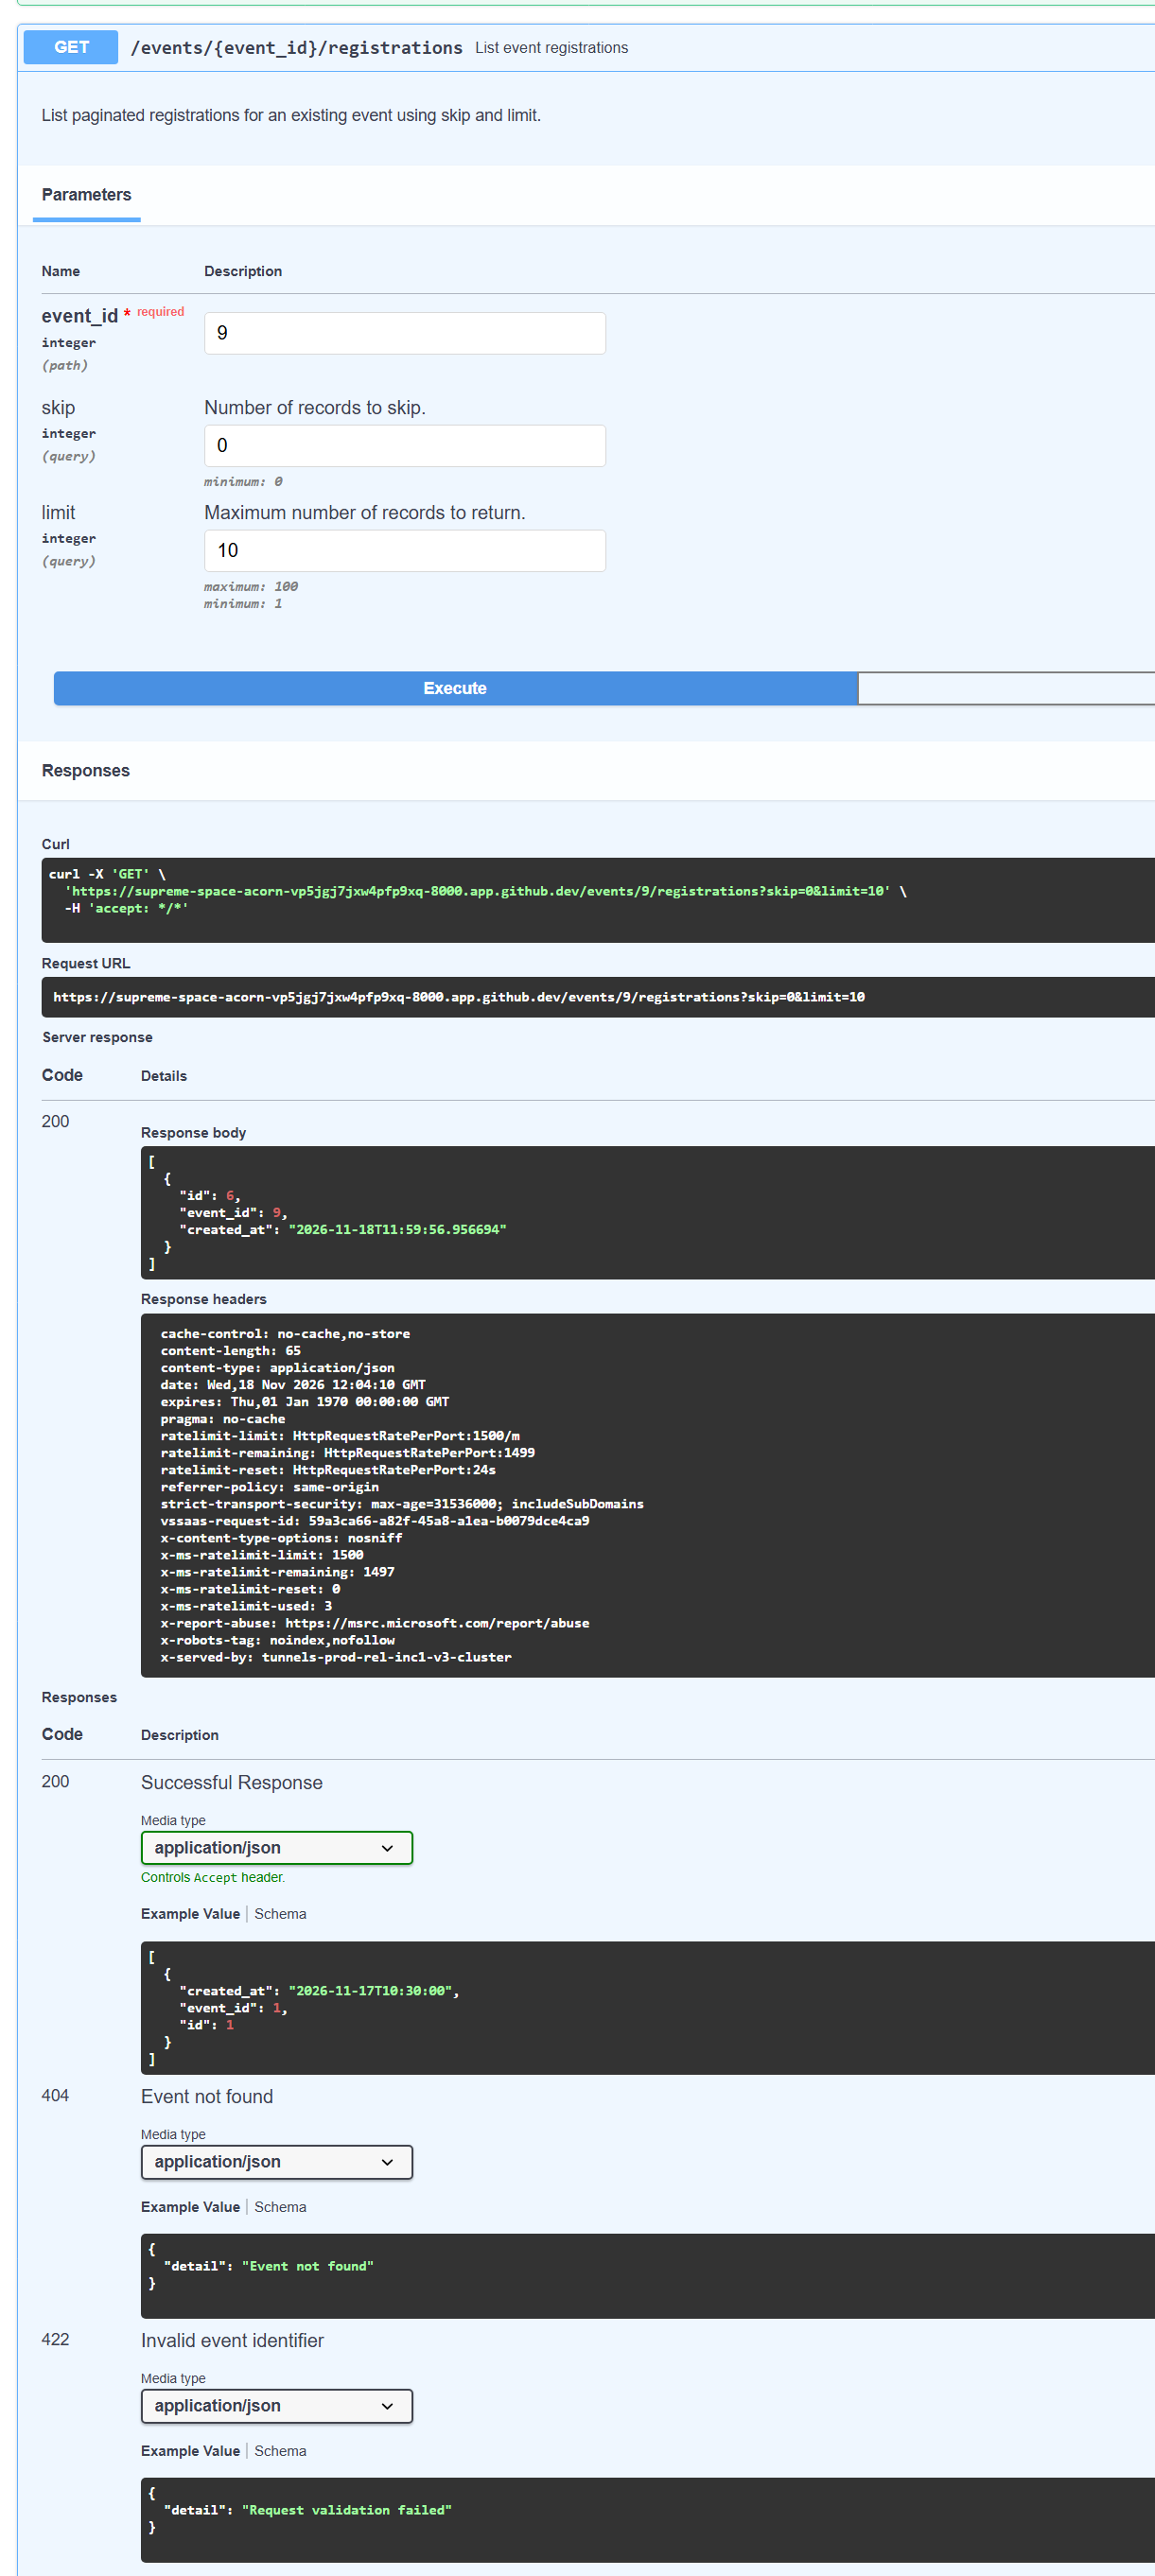 GET /events/{event_id}/registrations List event registrations
List paginated registrations for an existing event using skip and limit.
Parameters
Name Description
event_id * required
integer
(path)
9
skip
integer
(query)
Number of records to skip.
0
minimum: 0
limit
integer
(query)
Maximum number of records to return.
10
maximum: 100
minimum: 1
Execute
Responses
Curl
curl -X 'GET' \
'https://supreme-space-acorn-vp5jgj7jxw4pfp9xq-8000.app.github.dev/events/9/registrations?skip=0&limit=10' \
-H 'accept: */*'
Request URL
https://supreme-space-acorn-vp5jgj7jxw4pfp9xq-8000.app.github.dev/events/9/registrations?skip=0&limit=10
Server response
Code Details
200
Response body
[
{
"id": 6,
"event_id": 9,
"created_at": "2026-11-18T11:59:56.956694"
}
]
Response headers
cache-control: no-cache,no-store
content-length: 65
content-type: application/json
date: Wed,18 Nov 2026 12:04:10 GMT
expires: Thu,01 Jan 1970 00:00:00 GMT
pragma: no-cache
ratelimit-limit: HttpRequestRatePerPort:1500/m
ratelimit-remaining: HttpRequestRatePerPort:1499
ratelimit-reset: HttpRequestRatePerPort:24s
referrer-policy: same-origin
strict-transport-security: max-age=31536000; includeSubDomains
vssaas-request-id: 59a3ca66-a82f-45a8-a1ea-b0079dce4ca9
x-content-type-options: nosniff
x-ms-ratelimit-limit: 1500
x-ms-ratelimit-remaining: 1497
x-ms-ratelimit-reset: 0
x-ms-ratelimit-used: 3
x-report-abuse: https://msrc.microsoft.com/report/abuse
x-robots-tag: noindex,nofollow
x-served-by: tunnels-prod-rel-inc1-v3-cluster
Responses
Code Description
200
Successful Response
Media type
application/json
Controls Accept header.
Example Value Schema
[
{
"created_at": "2026-11-17T10:30:00",
"event_id": 1,
"id": 1
}
]
404
Event not found
Media type
application/json
Example Value Schema
{
"detail": "Event not found"
}
422
Invalid event identifier
Media type
application/json
Example Value Schema
{
"detail": "Request validation failed"
}